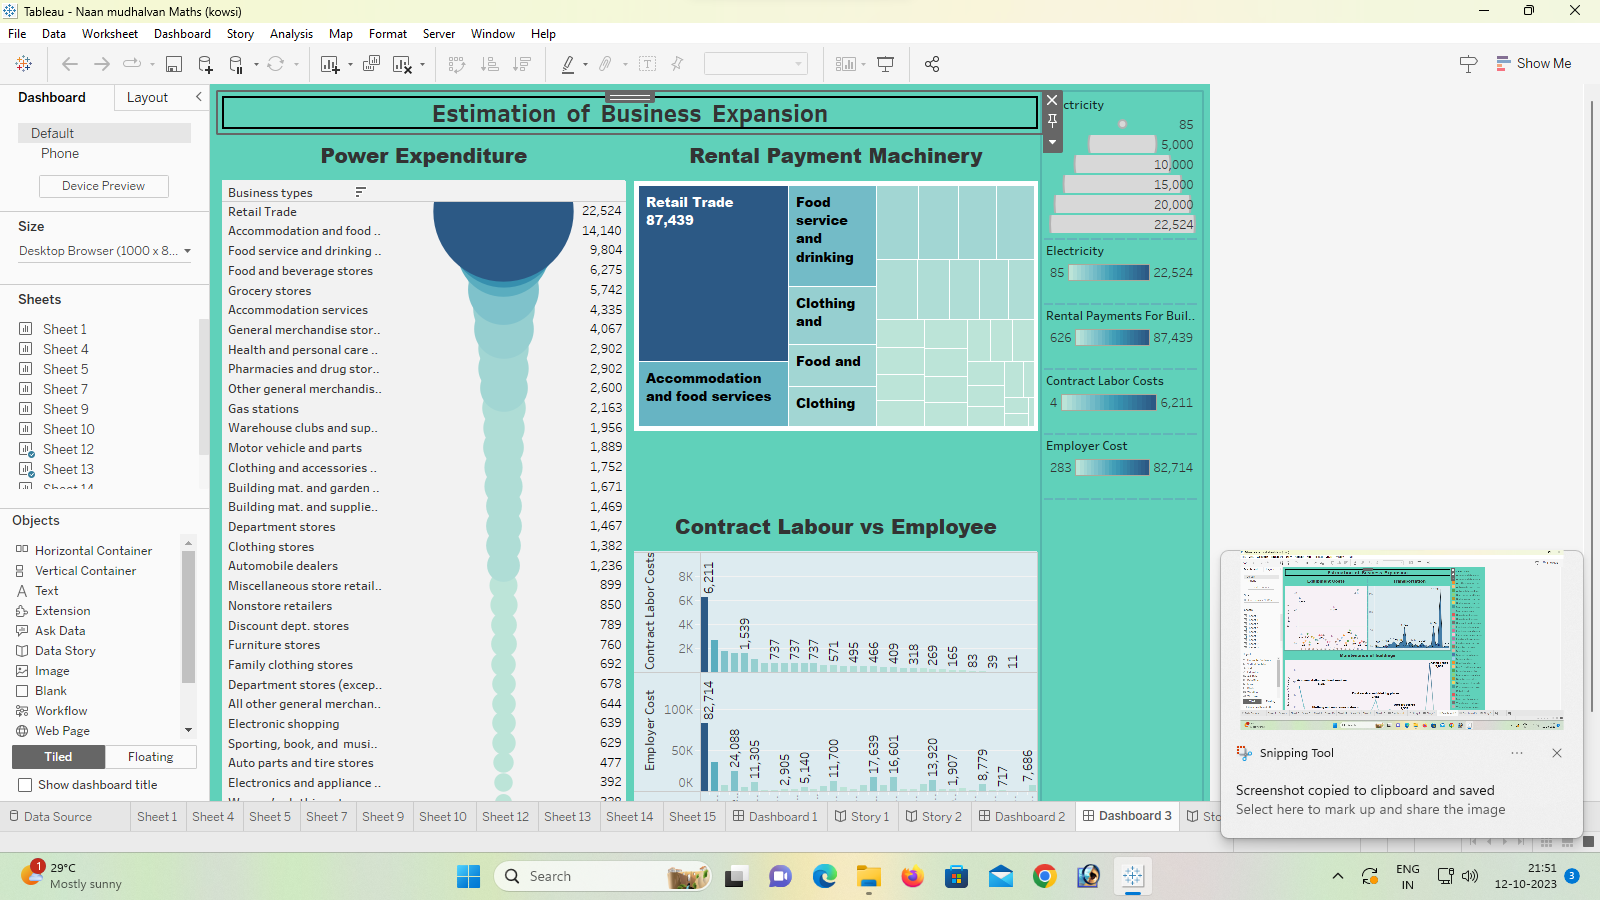 Tableau - Naan mudhalvan Maths (kowsi)
File Data Worksheet Dashboard Story Analysis Map Format Server Window Help
Show Me
Dashboard Layout
Default
Phone
Device Preview
Size
Desktop Browser (1000 x 8...
Sheets
Sheet 1
Sheet 4
Sheet 5
Sheet 7
Sheet 9
Sheet 10
Sheet 12
Sheet 13
Sheet 14
Objects
Horizontal Container
Vertical Container
Text
Extension
Ask Data
Data Story
Image
Blank
Workflow
Web Page
Tiled Floating
Show dashboard title
Estimation of Business Expansion
Power Expenditure
Business types
Retail Trade 22,524
Accommodation and food .. 14,140
Food service and drinking .. 9,804
Food and beverage stores 6,275
Grocery stores 5,742
Accommodation services 4,335
General merchandise stor.. 4,067
Health and personal care .. 2,902
Pharmacies and drug stor.. 2,902
Other general merchandis.. 2,600
Gas stations 2,163
Warehouse clubs and sup.. 1,956
Motor vehicle and parts 1,889
Clothing and accessories .. 1,752
Building mat. and garden .. 1,671
Building mat. and supplie.. 1,469
Department stores 1,467
Clothing stores 1,382
Automobile dealers 1,236
Miscellaneous store retail.. 899
Nonstore retailers 850
Discount dept. stores 789
Furniture stores 760
Family clothing stores 692
Department stores (excep.. 678
All other general merchan.. 644
Electronic shopping 639
Sporting, book, and musi.. 629
Auto parts and tire stores 477
Electronics and appliance .. 392
Rental Payment Machinery
Retail Trade
87,439
Accommodation
and food services
Food
service
and
drinking
Clothing
and
Food and
Clothing
Contract Labour vs Employee
Contract Labor Costs
8K
6K
4K
2K
6,211 1,539 737 737 737 571 495 466 409 318 269 165 83 39 11
Employer Cost
100K
50K
0K
82,714 24,088 11,305 2,905 5,140 11,700 17,639 16,601 13,920 1,907 8,779 717 7,686
ctricity
85
5,000
10,000
15,000
20,000
22,524
Electricity
85 22,524
Rental Payments For Buil..
626 87,439
Contract Labor Costs
4 6,211
Employer Cost
283 82,714
Snipping Tool
Screenshot copied to clipboard and saved
Select here to mark up and share the image
Data Source Sheet 1 Sheet 4 Sheet 5 Sheet 7 Sheet 9 Sheet 10 Sheet 12 Sheet 13 Sheet 14 Sheet 15 Dashboard 1 Story 1 Story 2 Dashboard 2 Dashboard 3 Sto
1
29°C
Mostly sunny
Search
ENG
IN
21:51
12-10-2023
3